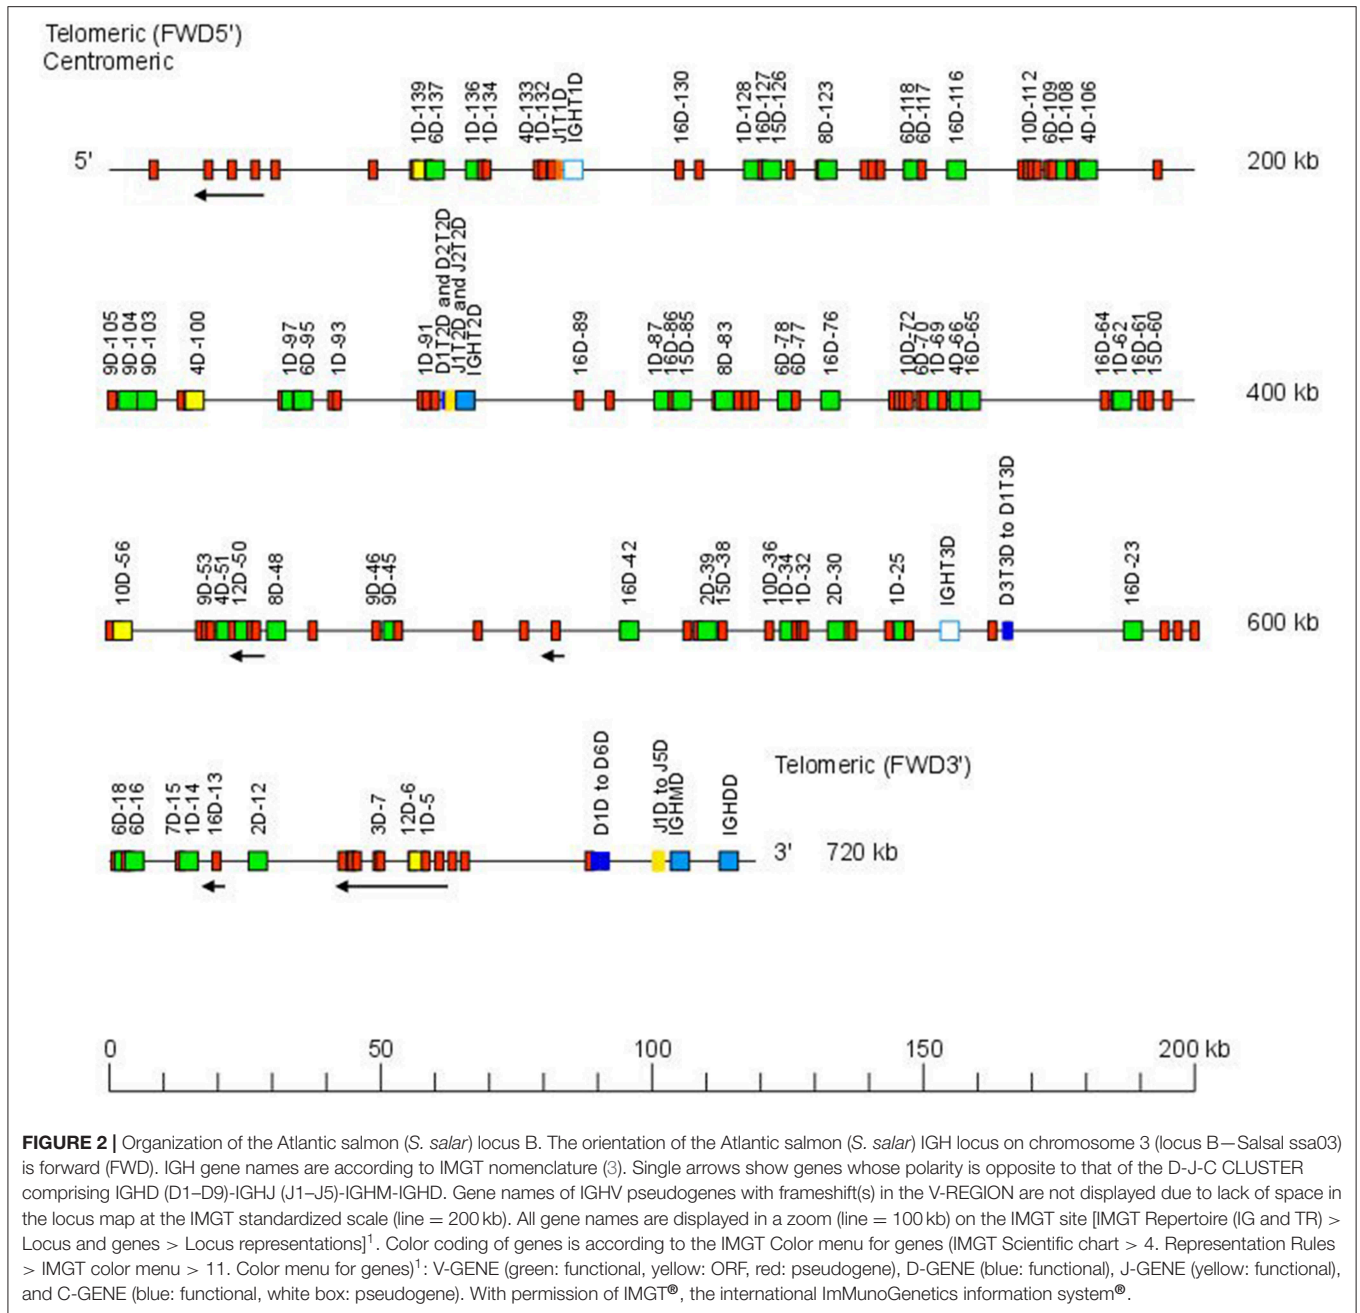 Telomeric (FWD5')
Centromeric
1D-139
6D-137
1D-136
1D-134
4D-133
1D-132
J1T1D
IGHT1D
16D-130
1D-128
16D-127
15D-126
8D-123
6D-118
6D-117
16D-116
10D-112
6D-109
1D-108
4D-106
5'
200 kb
9D-105
9D-104
9D-103
4D-100
1D-97
6D-95
1D-93
1D-91
D1T2D and D2T2D
J1T2D and J2T2D
IGHT2D
16D-89
1D-87
16D-86
15D-85
8D-83
6D-78
6D-77
16D-76
10D-72
6D-70
1D-69
4D-66
16D-65
16D-64
1D-62
16D-61
15D-60
400 kb
10D-56
9D-53
4D-51
12D-50
8D-48
9D-46
9D-45
16D-42
2D-39
15D-38
10D-36
1D-34
1D-32
2D-30
1D-25
IGHT3D
D3T3D to D1T3D
16D-23
600 kb
6D-18
6D-16
7D-15
1D-14
16D-13
2D-12
3D-7
12D-6
1D-5
D1D to D6D
J1D to J5D
IGHMD
IGHDD
Telomeric (FWD3')
3' 720 kb
0 50 100 150 200 kb
FIGURE 2 | Organization of the Atlantic salmon (S. salar) locus B. The orientation of the Atlantic salmon (S. salar) IGH locus on chromosome 3 (locus B—Salsal ssa03)
is forward (FWD). IGH gene names are according to IMGT nomenclature (3). Single arrows show genes whose polarity is opposite to that of the D-J-C CLUSTER
comprising IGHD (D1–D9)-IGHJ (J1–J5)-IGHM-IGHD. Gene names of IGHV pseudogenes with frameshift(s) in the V-REGION are not displayed due to lack of space in
the locus map at the IMGT standardized scale (line = 200 kb). All gene names are displayed in a zoom (line = 100 kb) on the IMGT site [IMGT Repertoire (IG and TR) >
Locus and genes > Locus representations]1. Color coding of genes is according to the IMGT Color menu for genes (IMGT Scientific chart > 4. Representation Rules
> IMGT color menu > 11. Color menu for genes)1: V-GENE (green: functional, yellow: ORF, red: pseudogene), D-GENE (blue: functional), J-GENE (yellow: functional),
and C-GENE (blue: functional, white box: pseudogene). With permission of IMGT®, the international ImMunoGenetics information system®.